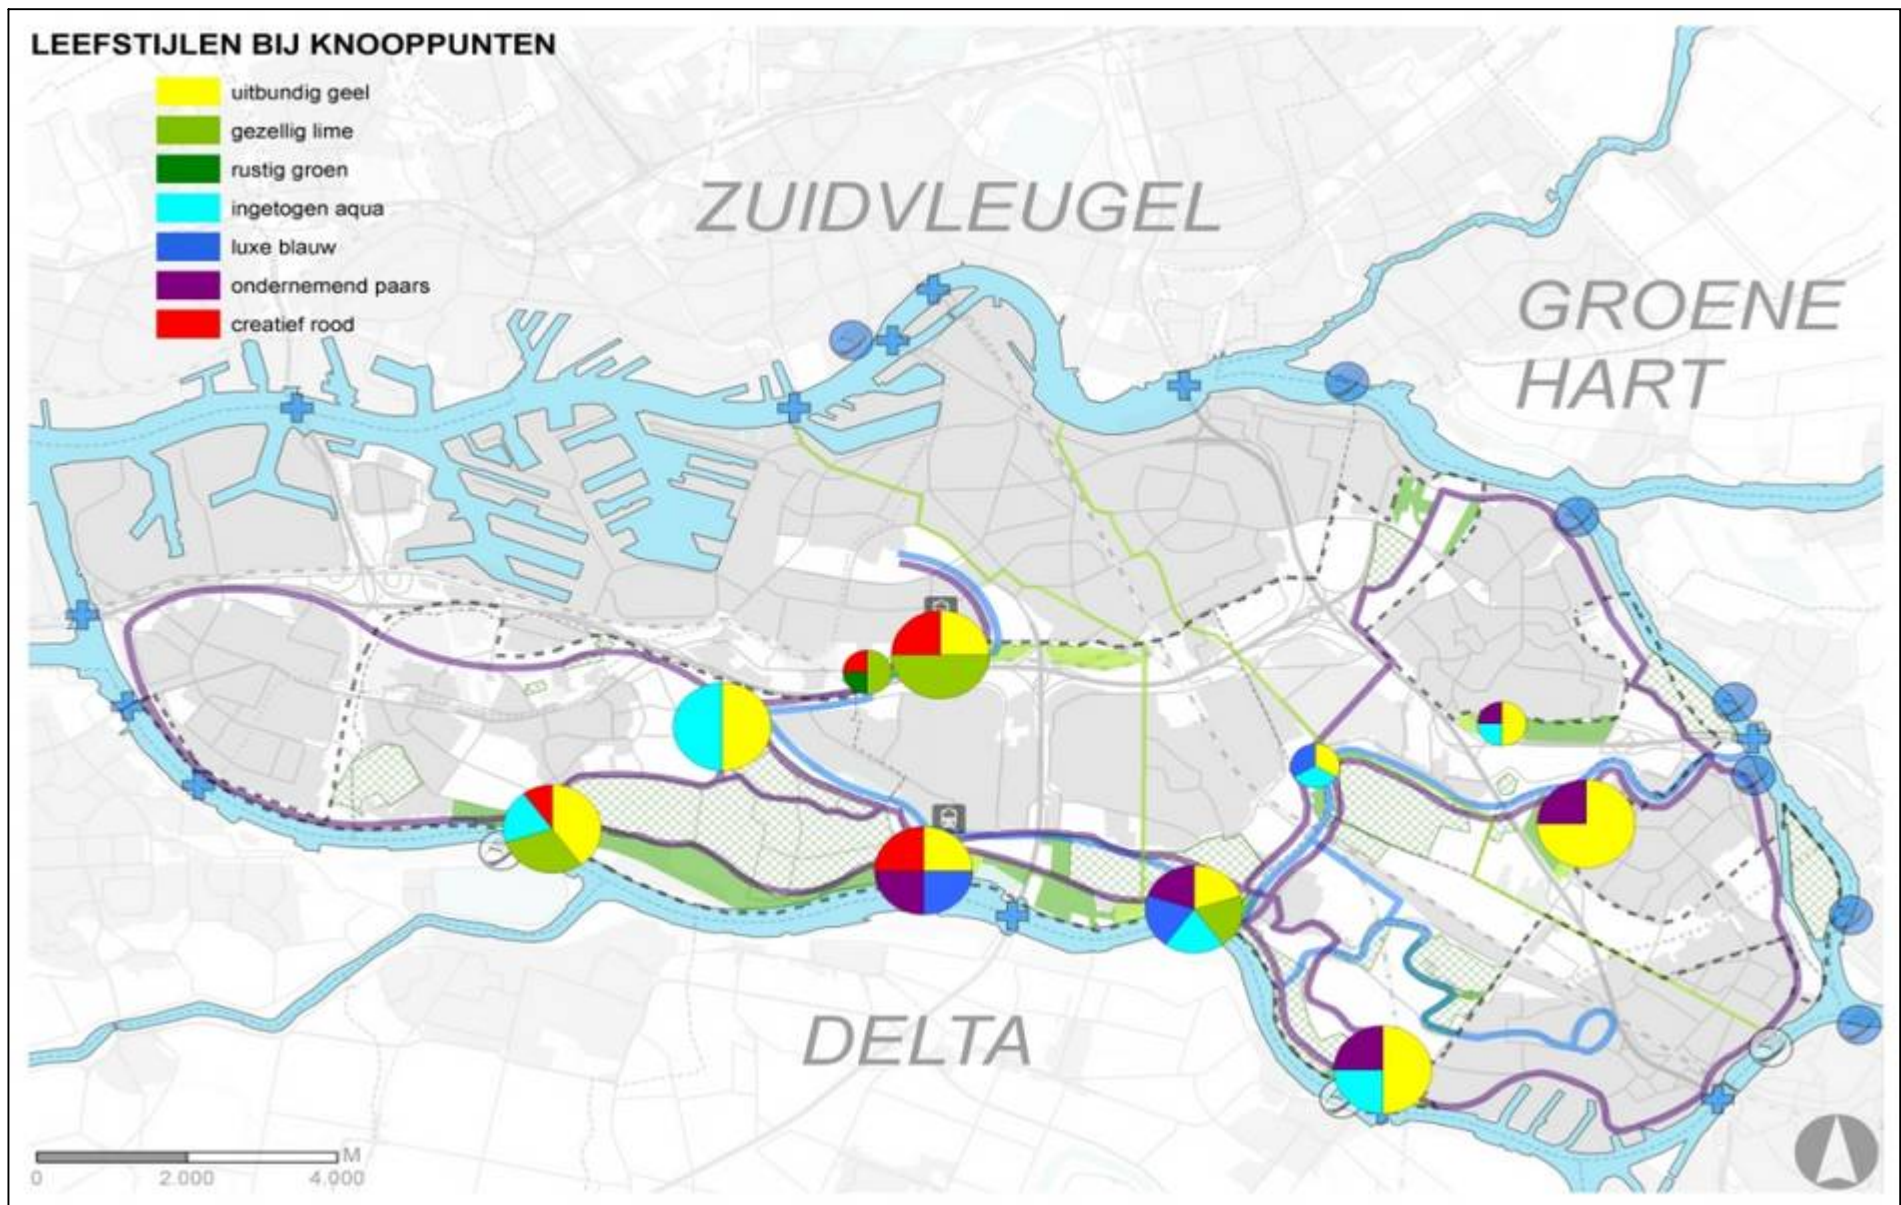 LEEFSTIJLEN BIJ KNOOPPUNTEN
uitbundig geel
gezellig lime
rustig groen
ingetogen aqua
luxe blauw
ondernemend paars
creatief rood
ZUIDVLEUGEL
GROENE
HART
DELTA
M
0 2.000 4.000